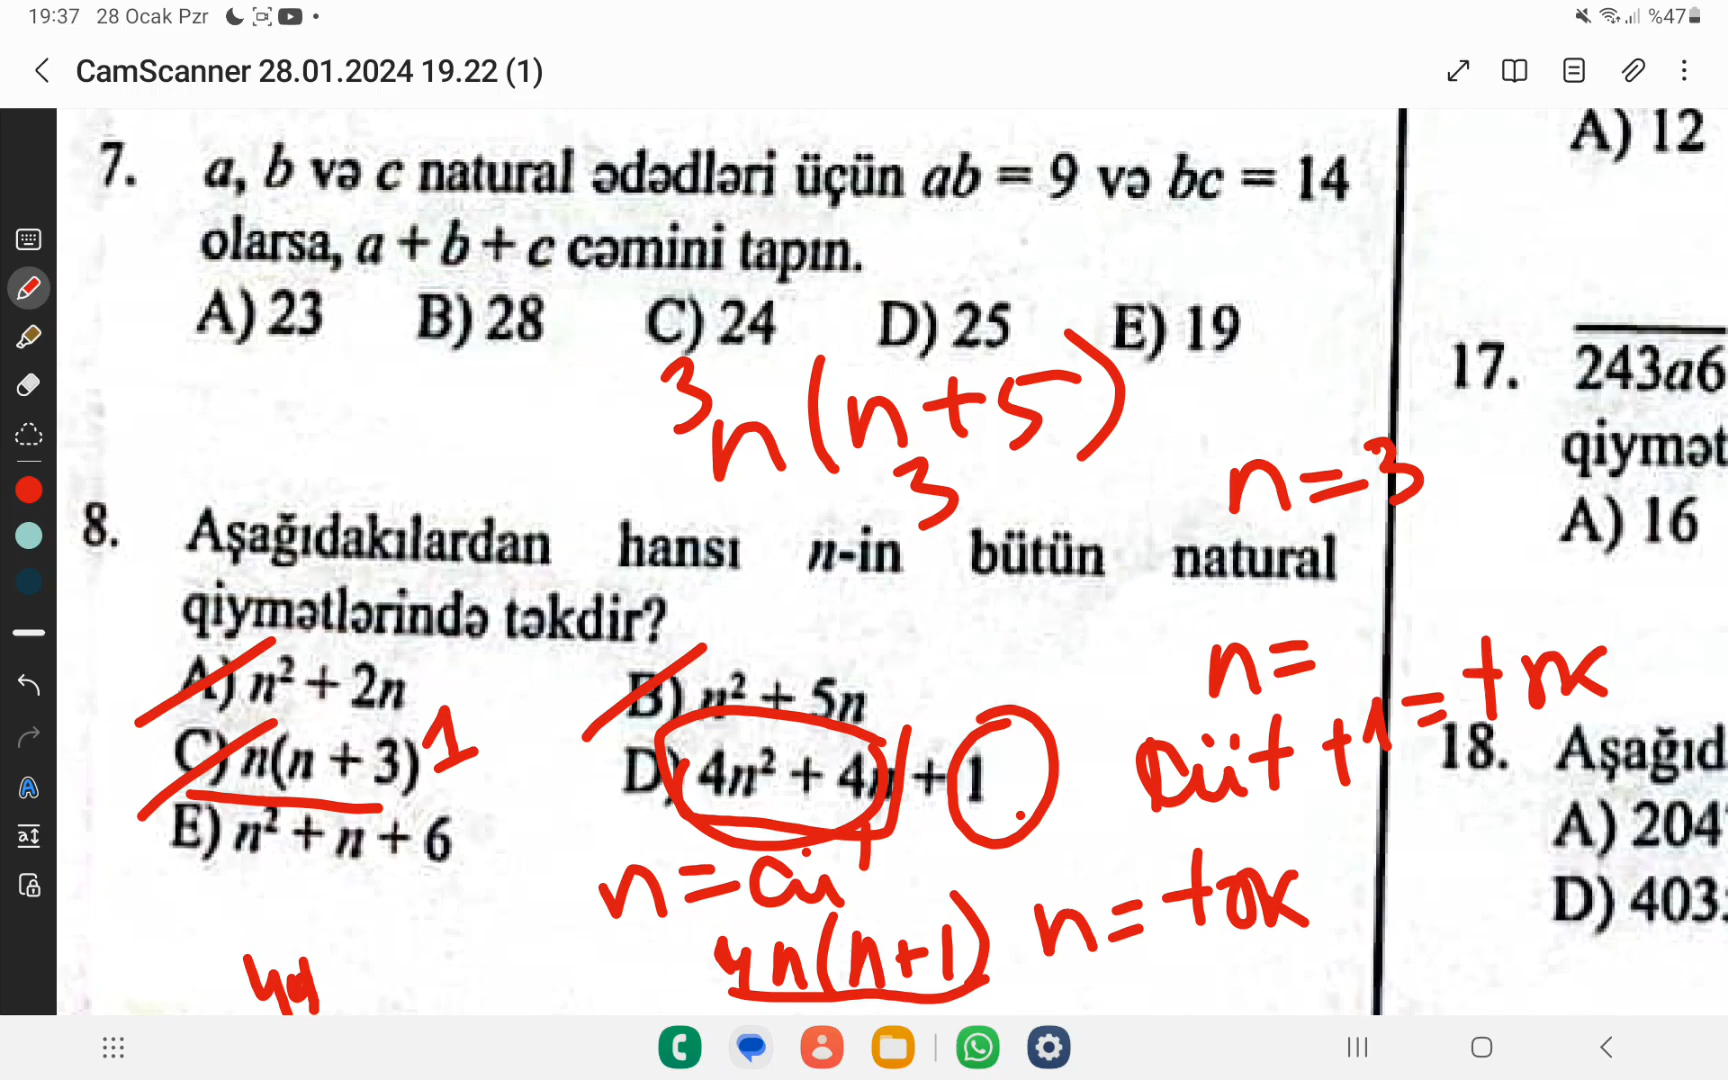 19:37 28 Ocak Pzr
%47
CamScanner 28.01.2024 19.22 (1)
7. a, b və c natural ədədləri üçün ab = 9 və bc = 14
olarsa, a + b + c cəmini tapın.
A) 23 B) 28 C) 24 D) 25 E) 19
3
n(n+5)
3
n=3
8. Aşağıdakılardan hansı n-in bütün natural
qiymətlərində təkdir?
A) n² + 2n B) n² + 5n
C) n(n + 3) 1 D) 4n² + 4n + 1
E) n² + n + 6
n=
cüt +1 = tək
n=cüt
n=tək
4n(n+1)
A) 12
17. 243a6
qiymət
A) 16
18. Aşağıd
A) 204
D) 403